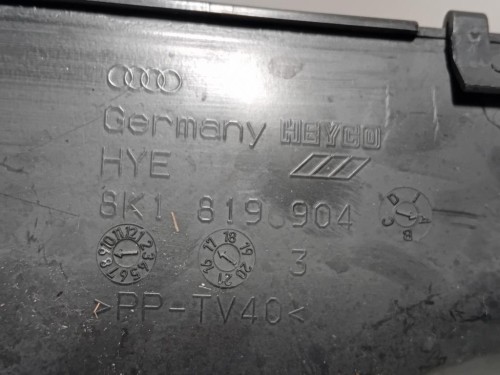 Germany HEYCO
HYE
8K1 819 904
3
>PP-TV40<